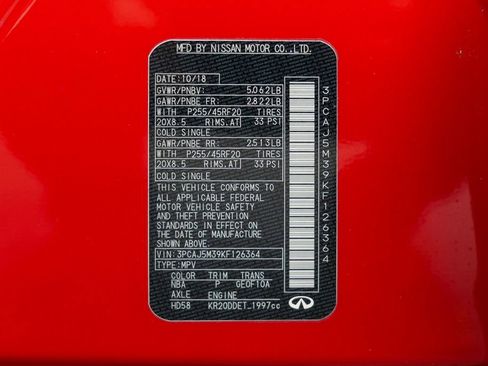 MFD BY NISSAN MOTOR CO.,LTD.
DATE: 10/18
GVWR/PNBV: 5,062LB
GAWR/PNBE FR: 2,822LB
WITH P255/45RF20 TIRES
20X8.5 RIMS,AT 33 PSI
COLD SINGLE
GAWR/PNBE RR: 2,513LB
WITH P255/45RF20 TIRES
20X8.5 RIMS,AT 33 PSI
COLD SINGLE
THIS VEHICLE CONFORMS TO
ALL APPLICABLE FEDERAL
MOTOR VEHICLE SAFETY
AND THEFT PREVENTION
STANDARDS IN EFFECT ON
THE DATE OF MANUFACTURE
SHOWN ABOVE.
VIN: 3PCAJ5M39KF126364
TYPE: MPV
COLOR TRIM TRANS
NBA P GE0F10A
AXLE ENGINE
HD58 KR20DDET_1997cc
3PCAJ5M39KF126364